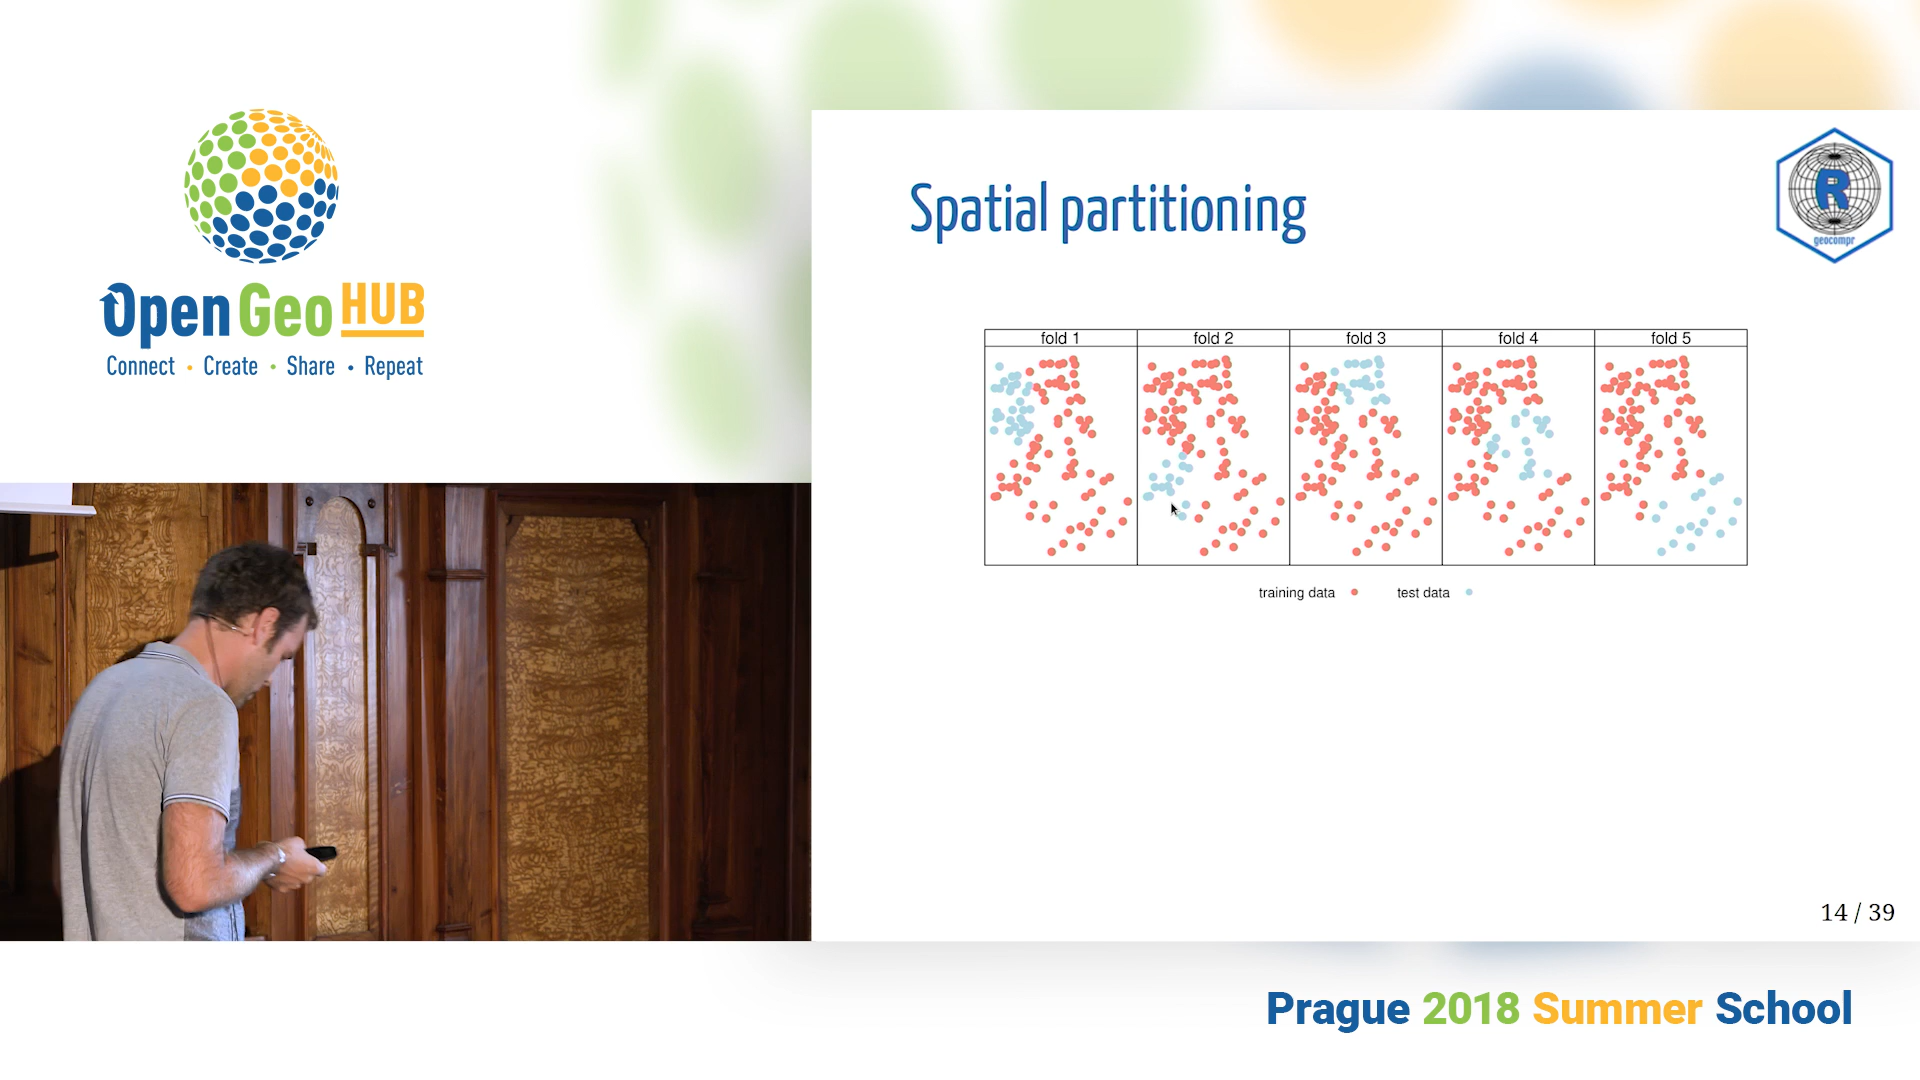 Open Geo HUB
Connect • Create • Share • Repeat
Spatial partitioning
R
geocompr
fold 1 fold 2 fold 3 fold 4 fold 5
training data test data
14 / 39
Prague 2018 Summer School